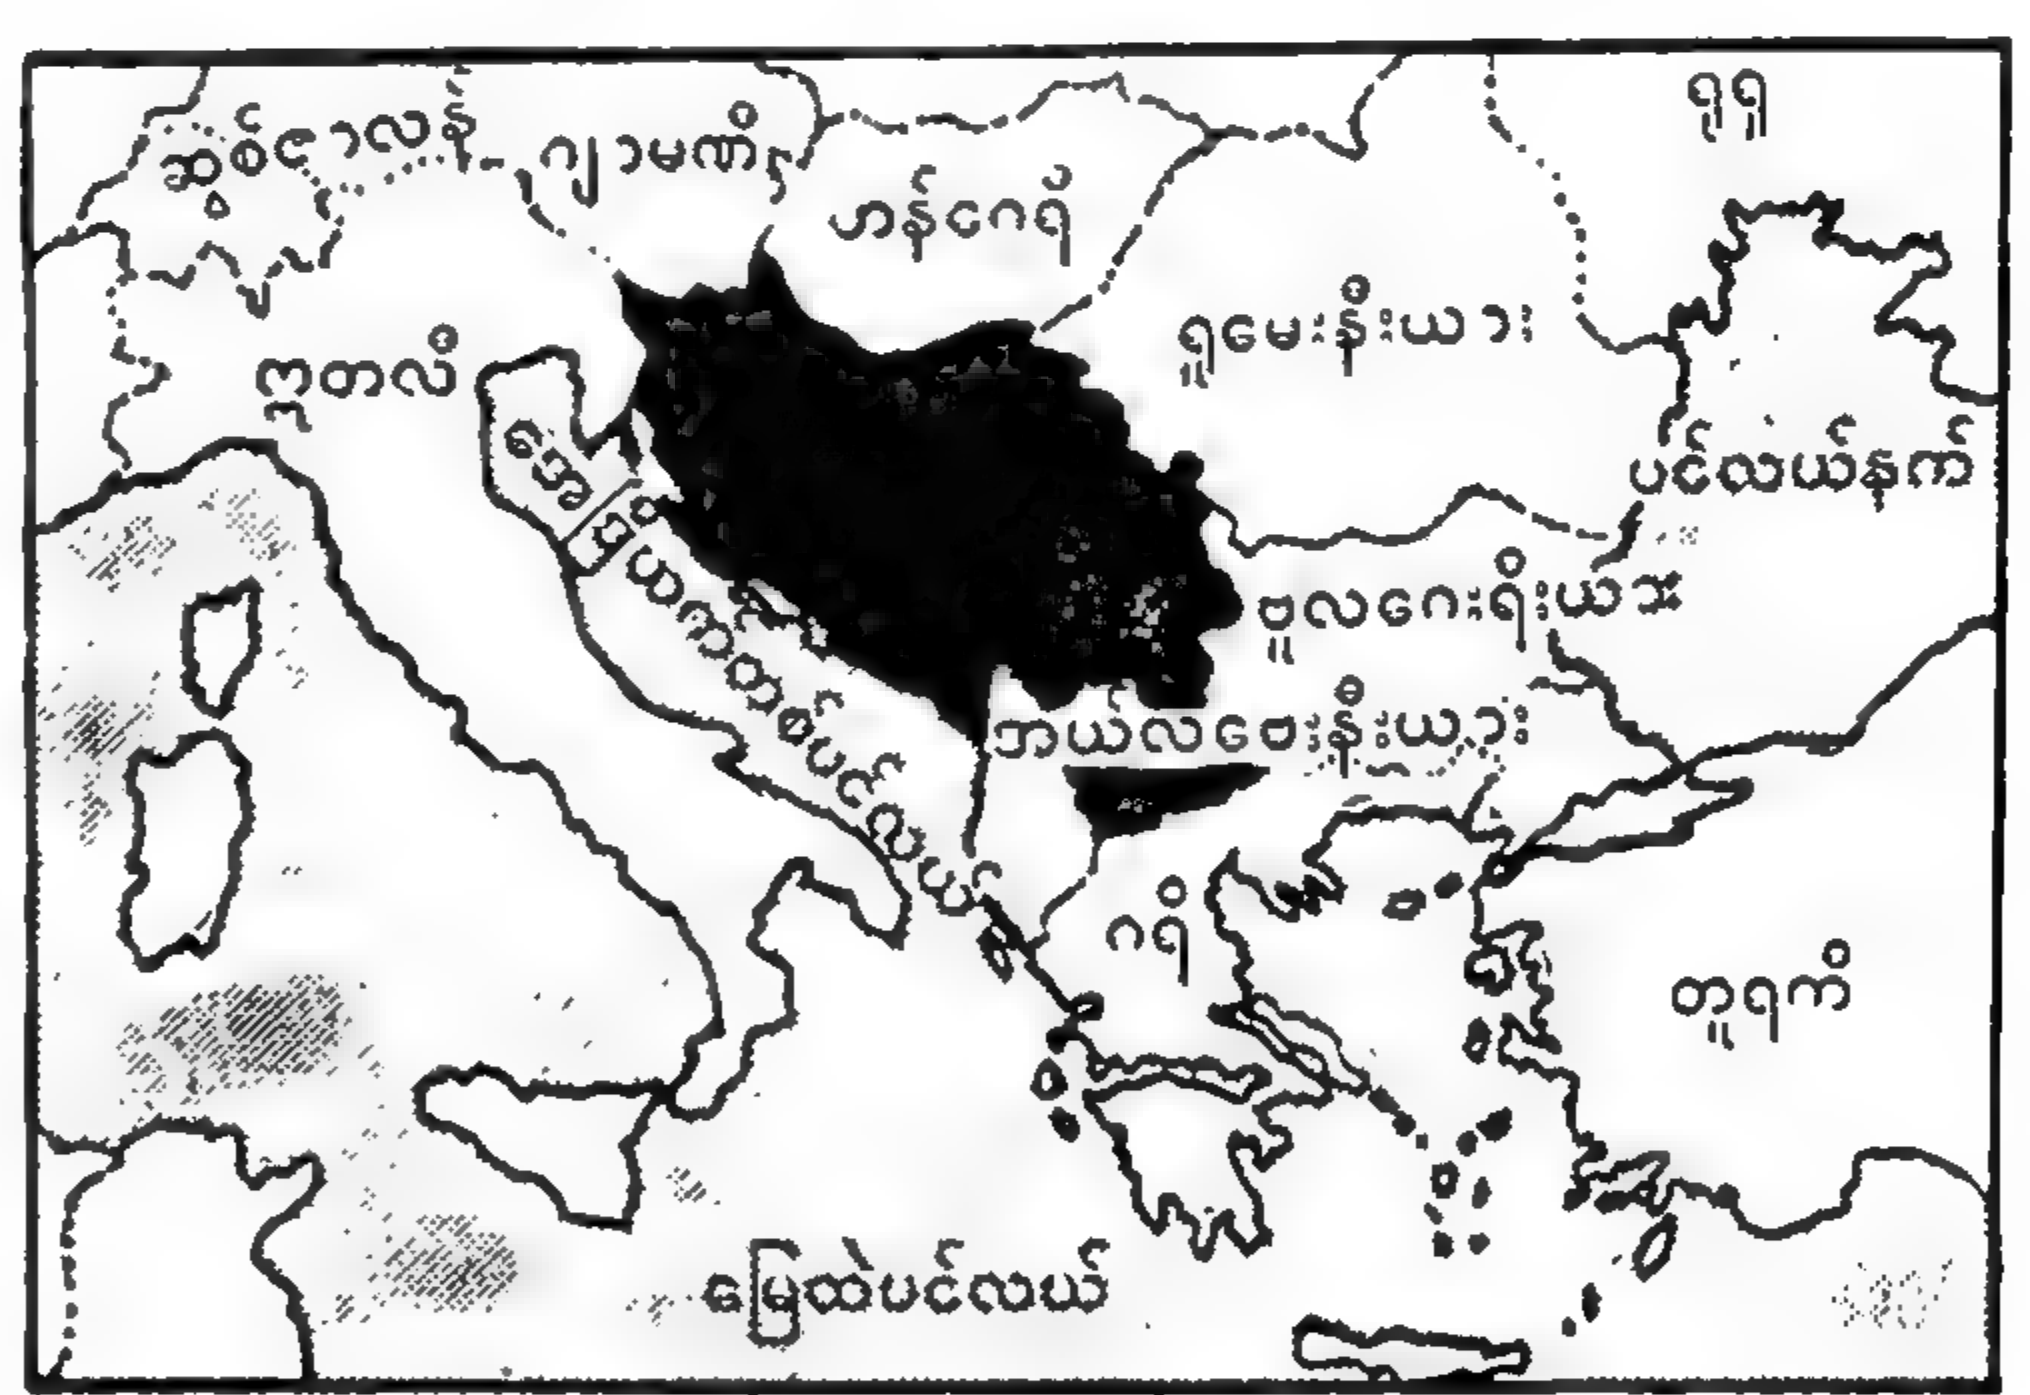 ရုရှ
ဆွစ်ဇာလန်
ဂျာမဏီ
ဟန်ဂေရီ
ရူမေးနီးယား
ဣတလီ
ပင်လယ်နက်
အေဒြီယာတစ်ပင်လယ်
ဗူလဂေးရီးယား
အယ်လဗေးနီးယား
ဂရိ
တူရကီ
မြေထဲပင်လယ်